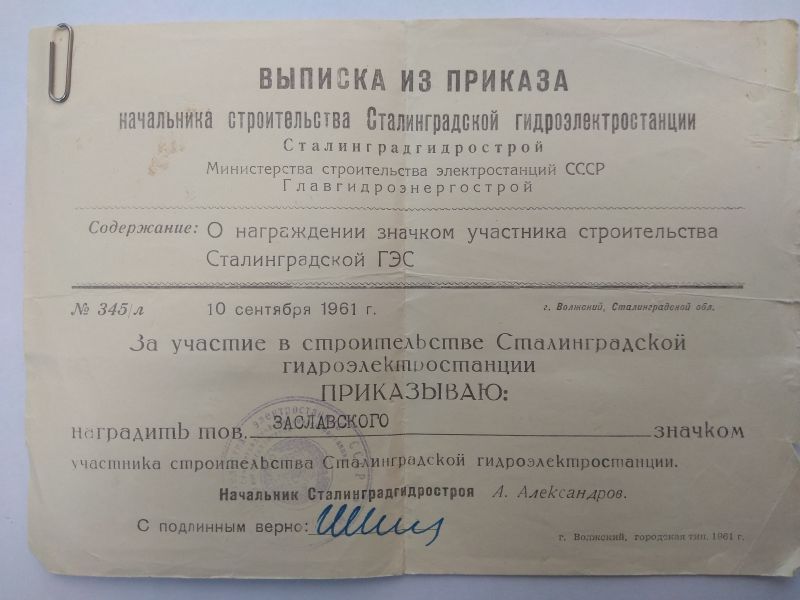 ВЫПИСКА ИЗ ПРИКАЗА
начальника строительства Сталинградской гидроэлектростанции
Сталинградгидрострой
Министерства строительства электростанций СССР
Главгидроэнергострой
Содержание: О награждении значком участника строительства
Сталинградской ГЭС
№ 345/л 10 сентября 1961 г. г. Волжский, Сталинградской обл.
За участие в строительстве Сталинградской
гидроэлектростанции
ПРИКАЗЫВАЮ:
наградить тов. ЗАСЛАВСКОГО значком
участника строительства Сталинградской гидроэлектростанции.
Начальник Сталинградгидростроя А. Александров.
С подлинным верно:
г. Волжский, городская тип. 1961 г.